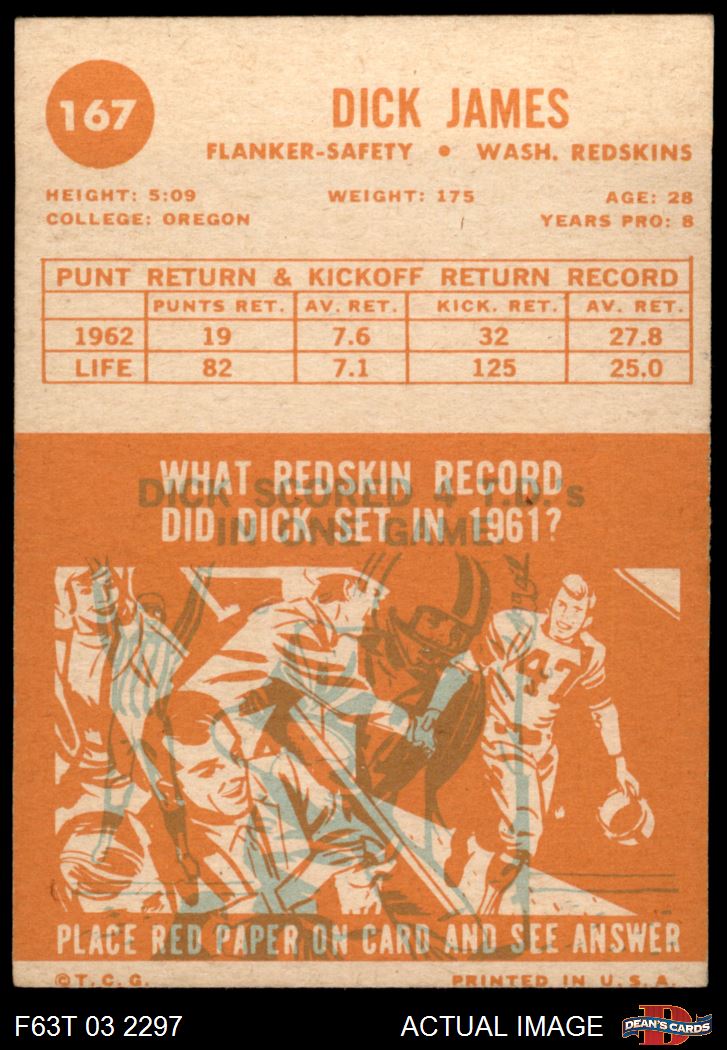 167
DICK JAMES
FLANKER-SAFETY • WASH. REDSKINS
HEIGHT: 5:09 WEIGHT: 175 AGE: 28
COLLEGE: OREGON YEARS PRO: 8
PUNT RETURN & KICKOFF RETURN RECORD
PUNTS RET. AV. RET. KICK. RET. AV. RET.
1962 19 7.6 32 27.8
LIFE 82 7.1 125 25.0
WHAT REDSKIN RECORD
DICK SCORED 4 T.D.'s
DID DICK SET IN 1961?
IN ONE GAME.
47
PLACE RED PAPER ON CARD AND SEE ANSWER
©T.C.G. PRINTED IN U.S.A.
F63T 03 2297 ACTUAL IMAGE
D
DEAN'S CARDS